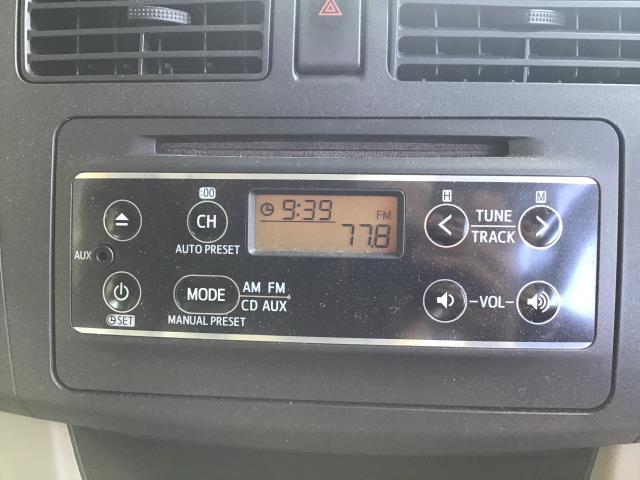 :00
H
M
CH
9:39
FM
77.8
TUNE
TRACK
AUTO PRESET
AUX
MODE
AM FM
CD AUX
-VOL-
SET
MANUAL PRESET